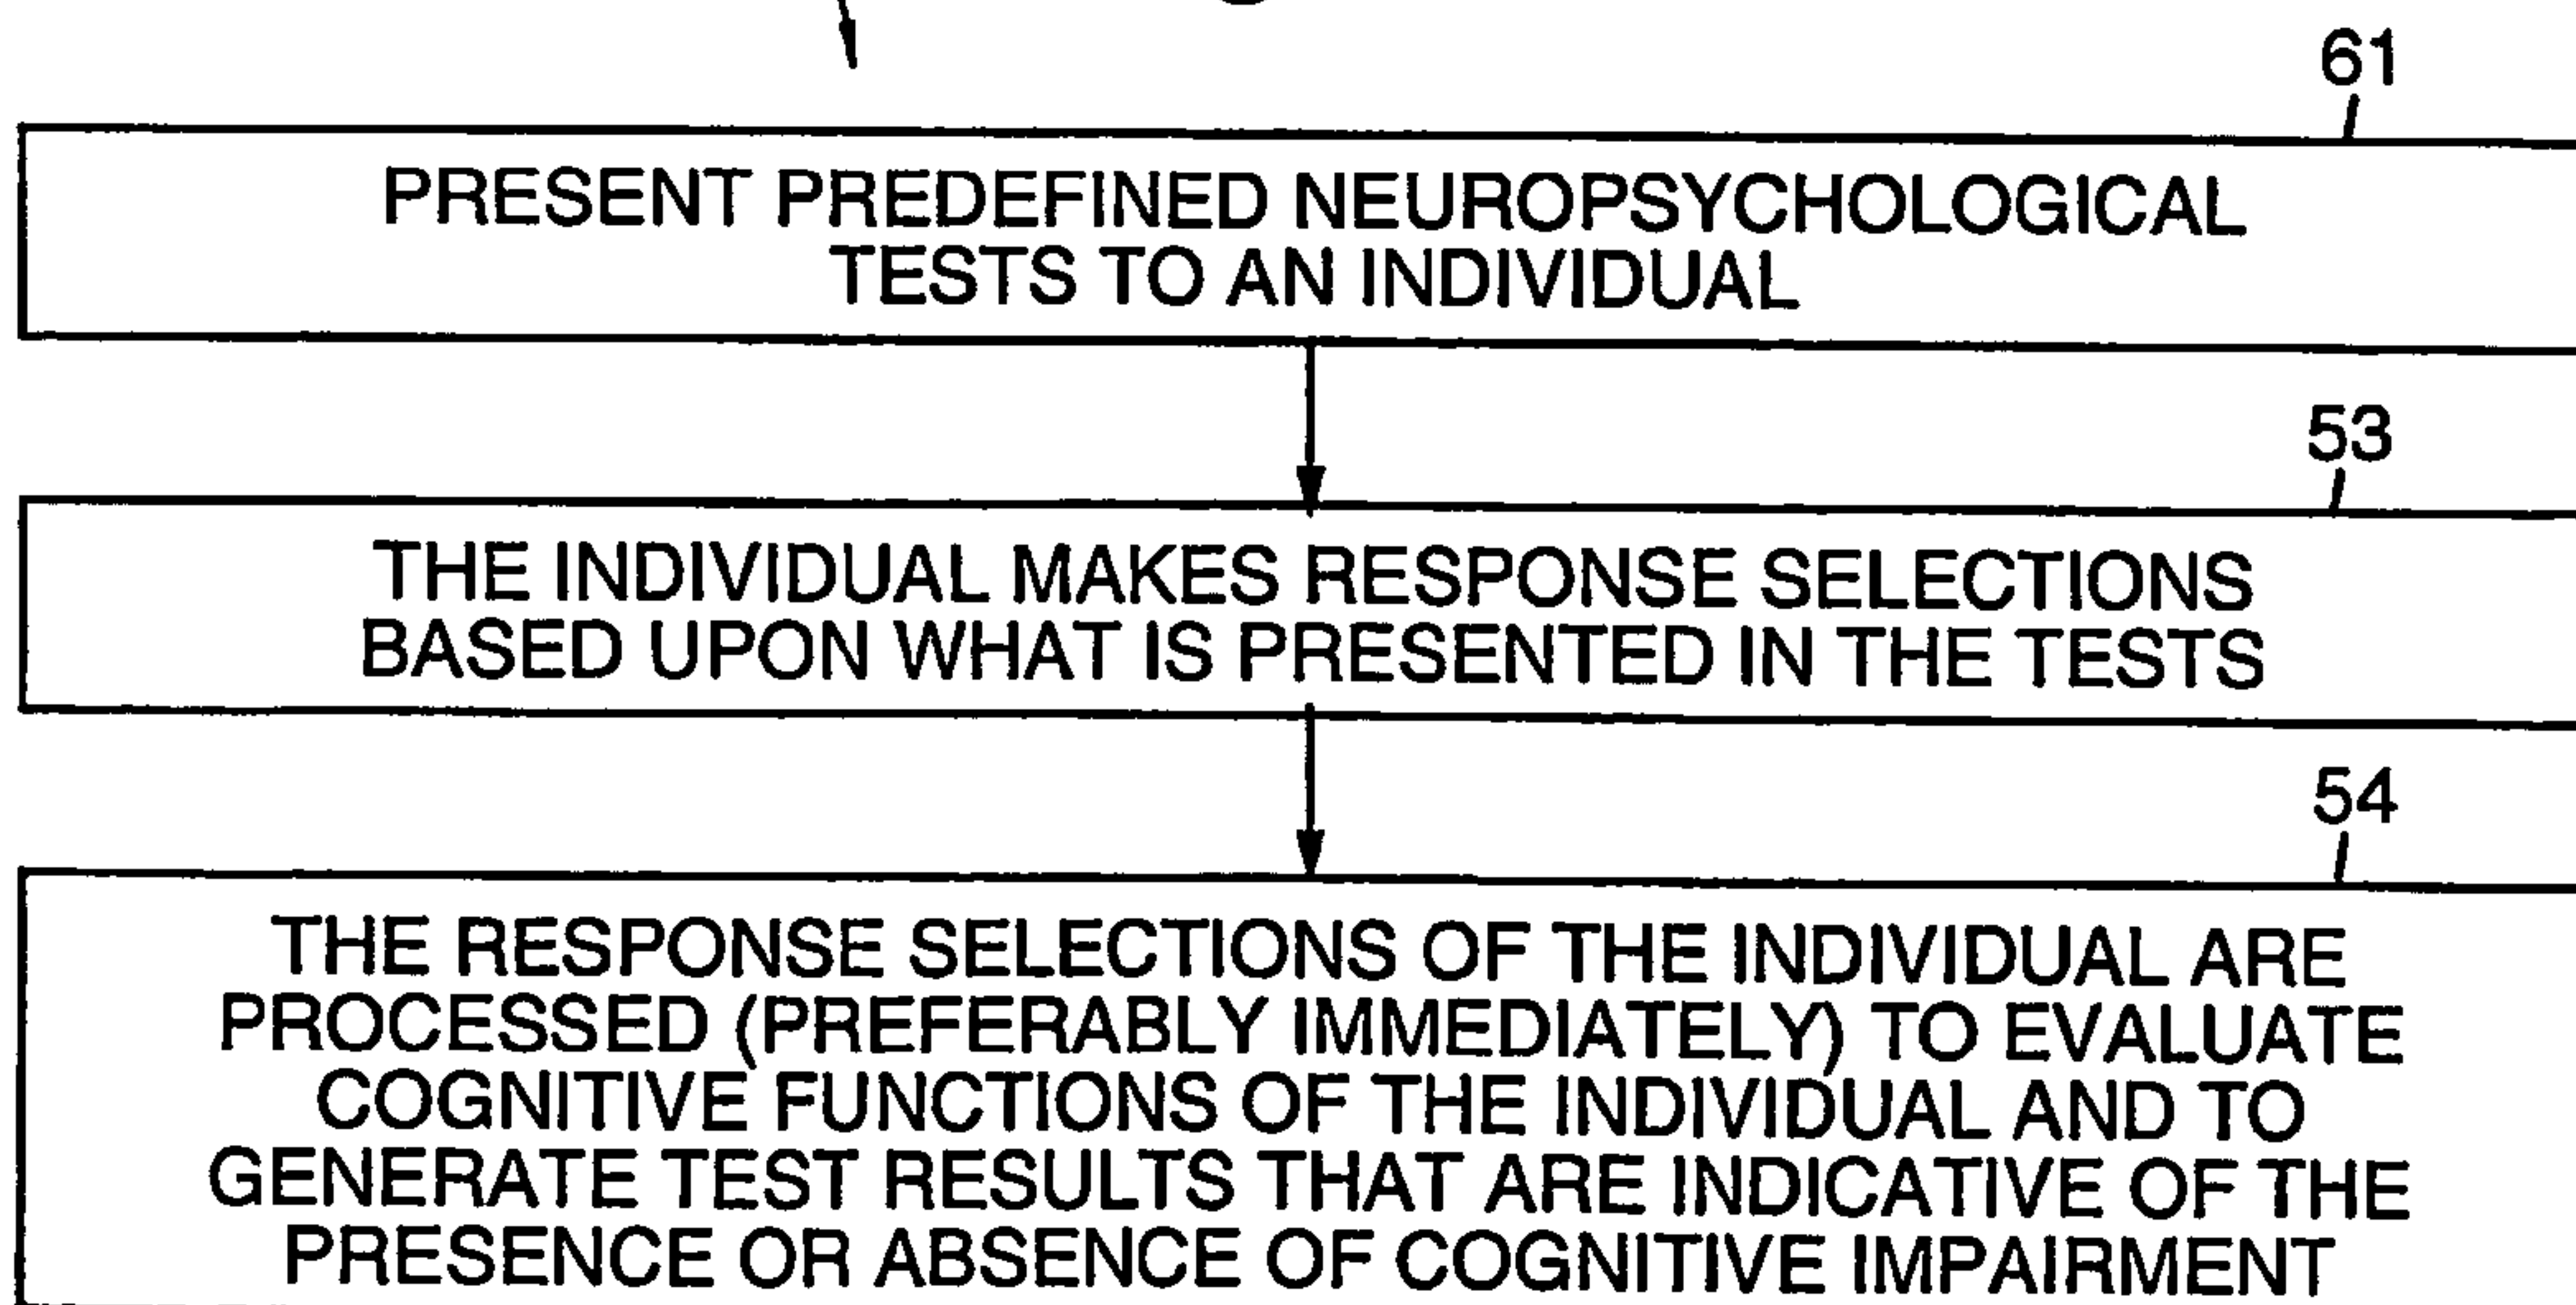 61
PRESENT PREDEFINED NEUROPSYCHOLOGICAL
TESTS TO AN INDIVIDUAL
53
THE INDIVIDUAL MAKES RESPONSE SELECTIONS
BASED UPON WHAT IS PRESENTED IN THE TESTS
54
THE RESPONSE SELECTIONS OF THE INDIVIDUAL ARE
PROCESSED (PREFERABLY IMMEDIATELY) TO EVALUATE
COGNITIVE FUNCTIONS OF THE INDIVIDUAL AND TO
GENERATE TEST RESULTS THAT ARE INDICATIVE OF THE
PRESENCE OR ABSENCE OF COGNITIVE IMPAIRMENT